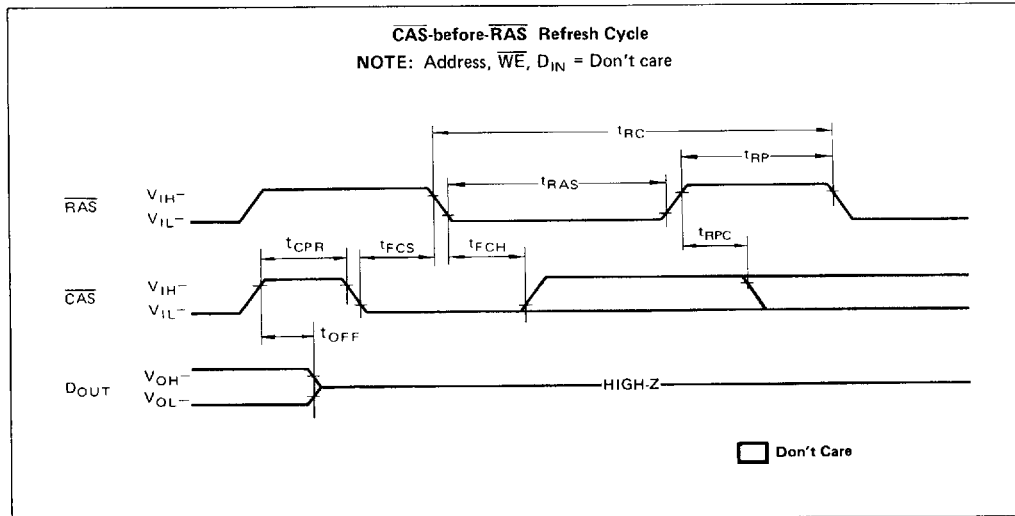 CAS-before-RAS Refresh Cycle
NOTE: Address, WE, DIN = Don't care
tRC
tRP
tRAS
RAS
VIH–
VIL–
tCPR
tFCS
tFCH
tRPC
CAS
VIH–
VIL–
tOFF
DOUT
VOH–
VOL–
HIGH-Z
Don't Care